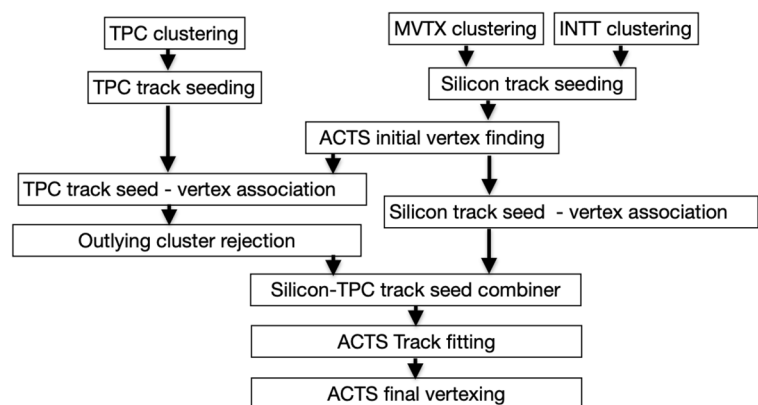 TPC clustering
MVTX clustering
INTT clustering
TPC track seeding
Silicon track seeding
ACTS initial vertex finding
TPC track seed - vertex association
Silicon track seed - vertex association
Outlying cluster rejection
Silicon-TPC track seed combiner
ACTS Track fitting
ACTS final vertexing